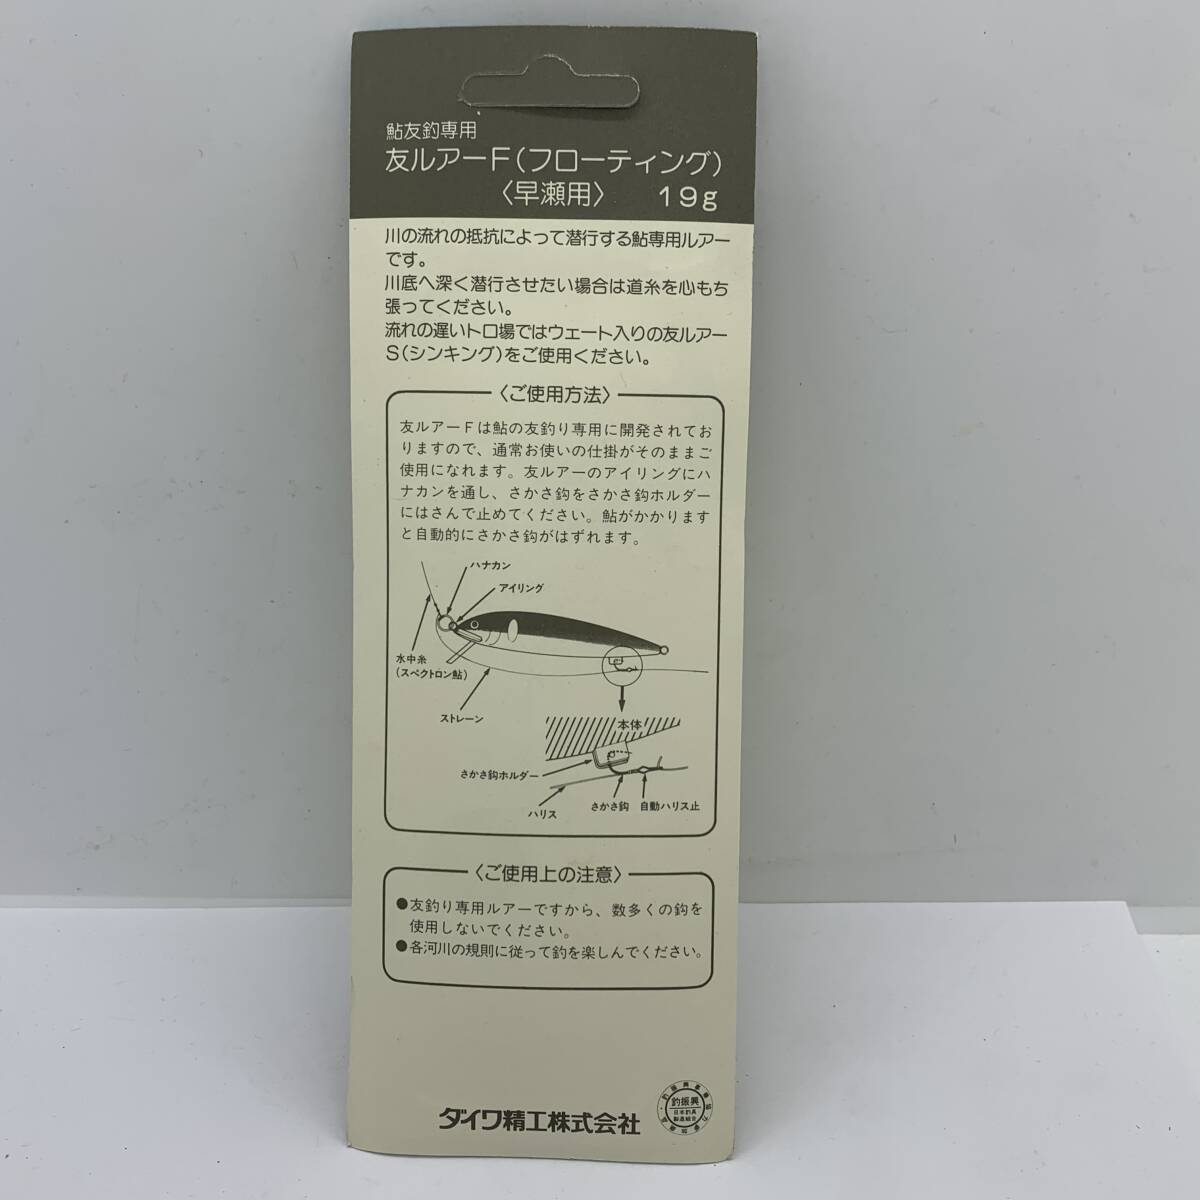 鮎友釣専用
友ルアーF(フローティング)
〈早瀬用〉 19g
川の流れの抵抗によって潜行する鮎専用ルアー
です。
川底へ深く潜行させたい場合は道糸を心もち
張ってください。
流れの遅いトロ場ではウェート入りの友ルアー
S(シンキング)をご使用ください。
〈ご使用方法〉
友ルアーFは鮎の友釣り専用に開発されてお
りますので、通常お使いの仕掛がそのままご
使用になれます。友ルアーのアイリングにハ
ナカンを通し、さかさ鈎をさかさ鈎ホルダー
にはさんで止めてください。鮎がかかります
と自動的にさかさ鈎がはずれます。
ハナカン
アイリング
水中糸
(スペクトロン鮎)
ストレーン
本体
さかさ鈎ホルダー
ハリス
さかさ鈎
自動ハリス止
〈ご使用上の注意〉
●友釣り専用ルアーですから、数多くの鈎を
使用しないでください。
●各河川の規則に従って釣を楽しんでください。
ダイワ精工株式会社
釣振興
日本釣具
製造組合